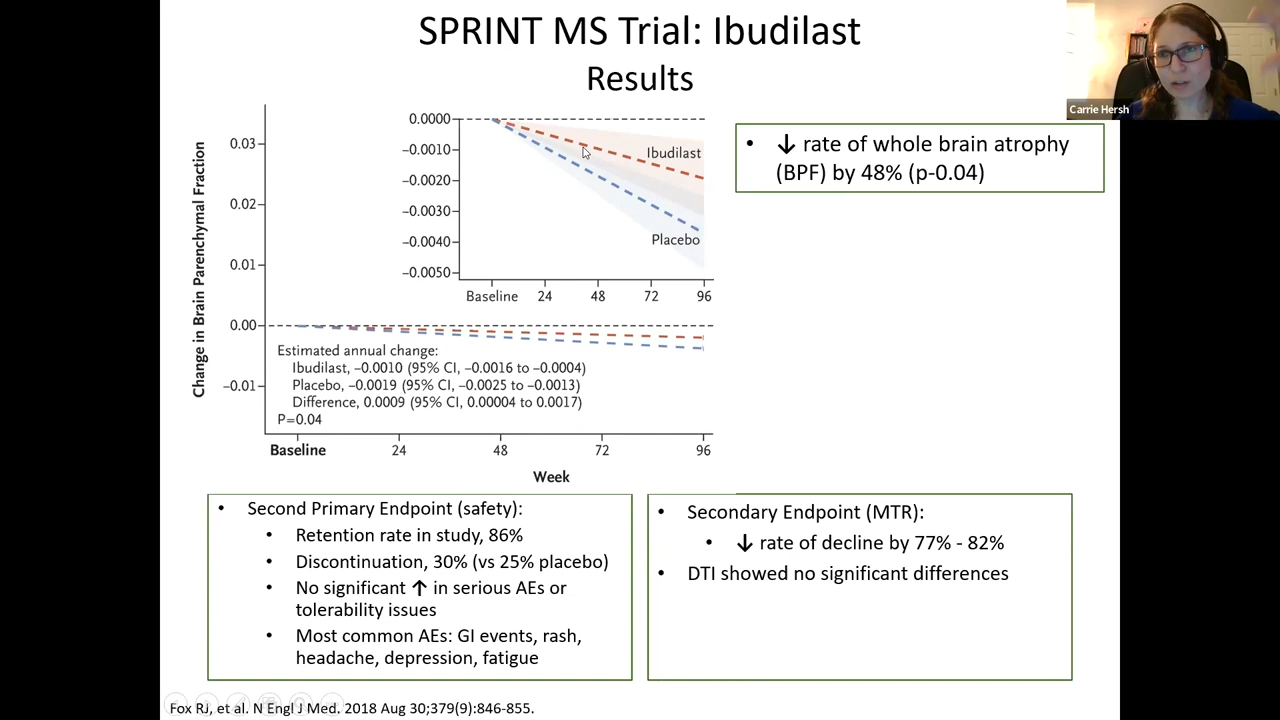 SPRINT MS Trial: Ibudilast
Results
Carrie Hersh
Change in Brain Parenchymal Fraction
0.03
0.02
0.01
0.00
−0.01
0.0000
−0.0010
−0.0020
−0.0030
−0.0040
−0.0050
Ibudilast
Placebo
Baseline 24 48 72 96
Estimated annual change:
Ibudilast, −0.0010 (95% CI, −0.0016 to −0.0004)
Placebo, −0.0019 (95% CI, −0.0025 to −0.0013)
Difference, 0.0009 (95% CI, 0.00004 to 0.0017)
P=0.04
Baseline 24 48 72 96
Week
• ↓ rate of whole brain atrophy
(BPF) by 48% (p-0.04)
• Second Primary Endpoint (safety):
• Retention rate in study, 86%
• Discontinuation, 30% (vs 25% placebo)
• No significant ↑ in serious AEs or
tolerability issues
• Most common AEs: GI events, rash,
headache, depression, fatigue
• Secondary Endpoint (MTR):
• ↓ rate of decline by 77% - 82%
• DTI showed no significant differences
Fox RJ, et al. N Engl J Med. 2018 Aug 30;379(9):846-855.